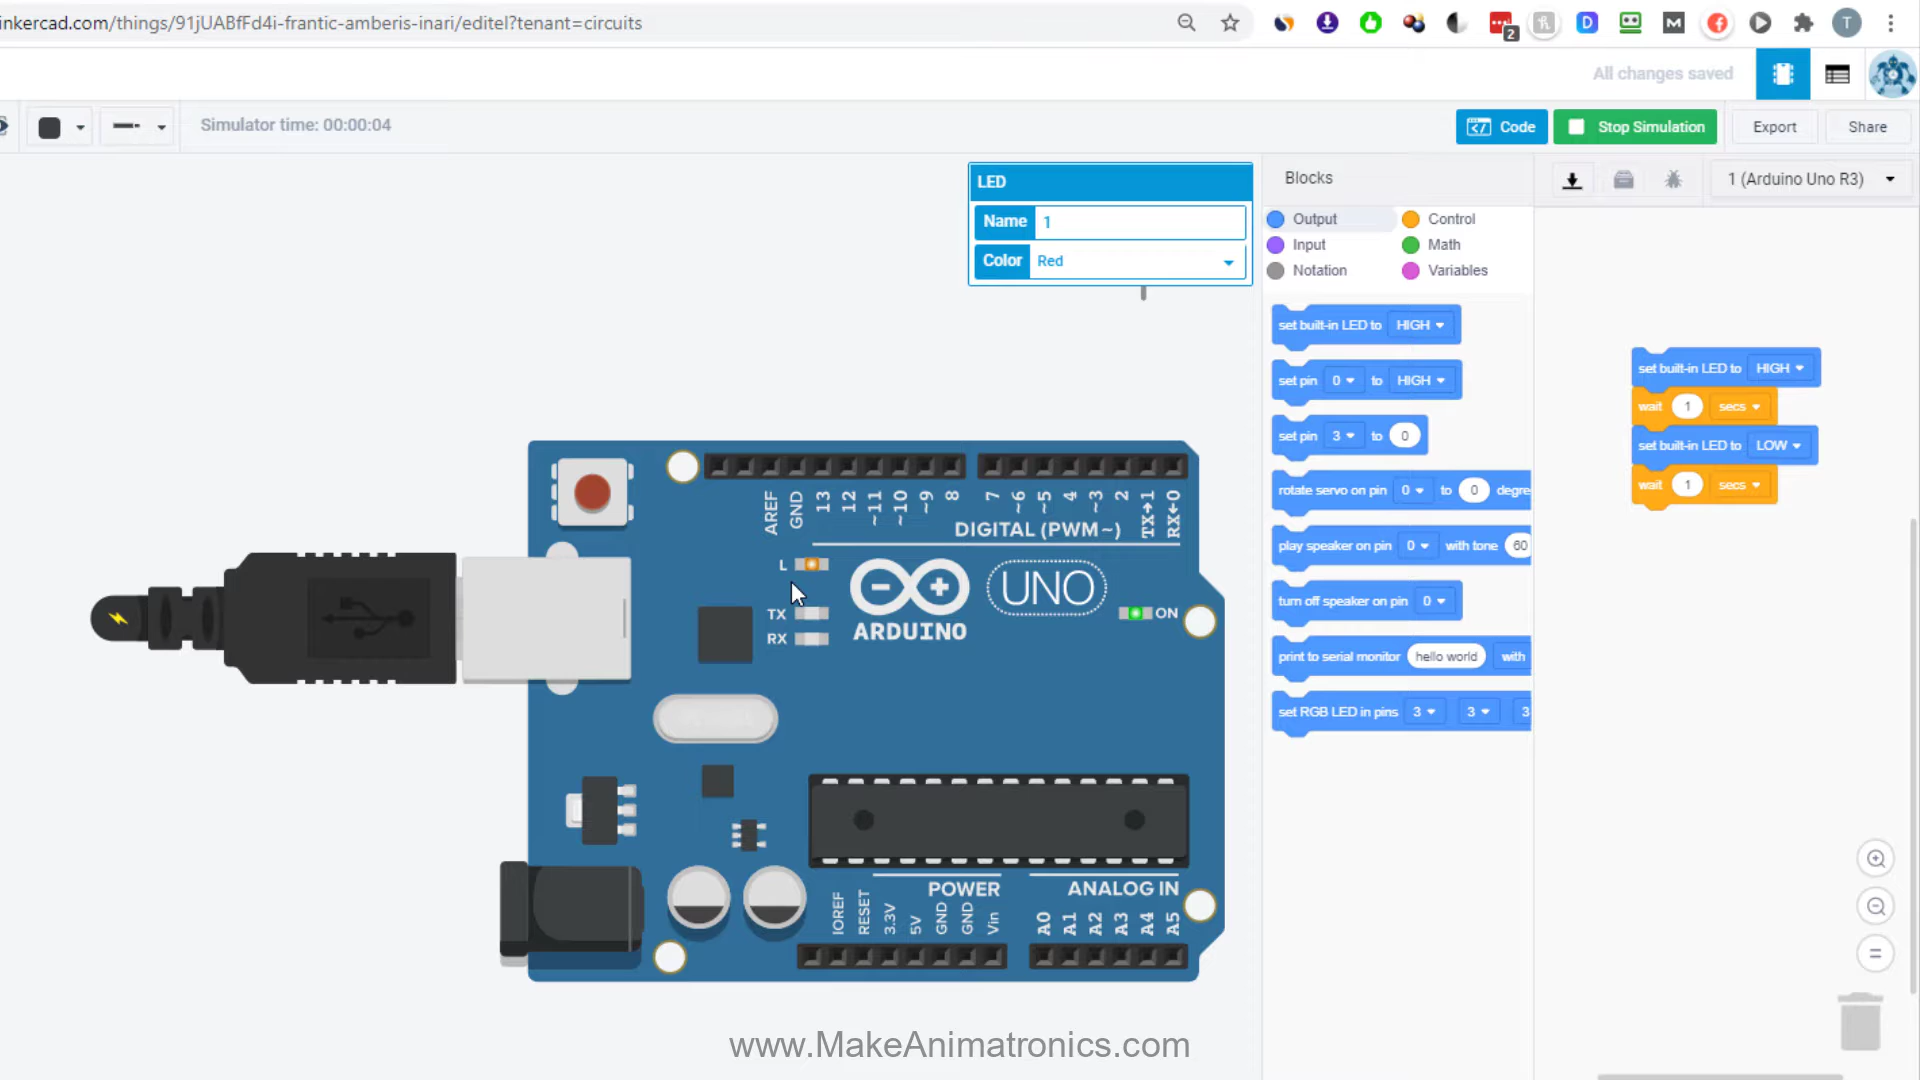 inkercad.com/things/91jUABfFd4i-frantic-amberis-inari/editel?tenant=circuits
2
D
M
T
All changes saved
Simulator time: 00:00:04
Code
Stop Simulation
Export
Share
LED
Name 1
Color Red
Blocks
1 (Arduino Uno R3)
Output
Control
Input
Math
Notation
Variables
set built-in LED to HIGH
set pin 0 to HIGH
set pin 3 to 0
rotate servo on pin 0 to 0 degre
play speaker on pin 0 with tone 60
turn off speaker on pin 0
print to serial monitor hello world with
set RGB LED in pins 3 3 3
set built-in LED to HIGH
wait 1 secs
set built-in LED to LOW
wait 1 secs
AREF GND 13 12 ~11 ~10 ~9 8 7 ~6 ~5 4 ~3 2 TX→1 RX←0
DIGITAL (PWM~)
L
TX
RX
UNO
ARDUINO
ON
POWER
ANALOG IN
IOREF RESET 3.3V 5V GND GND Vin A0 A1 A2 A3 A4 A5
www.MakeAnimatronics.com